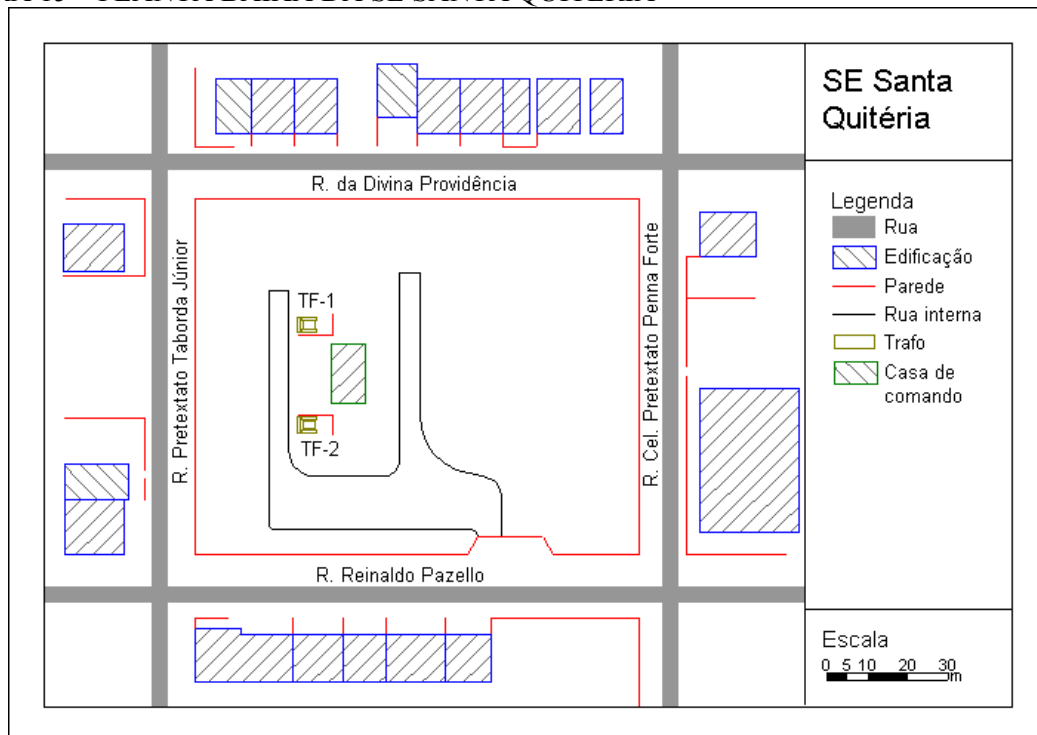 SE Santa
Quitéria
R. da Divina Providência
R. Pretextato Taborda Júnior
R. Cel. Pretextato Penna Forte
TF-1
TF-2
R. Reinaldo Pazello
Legenda
Rua
Edificação
Parede
Rua interna
Trafo
Casa de
comando
Escala
0 5 10 20 30
m